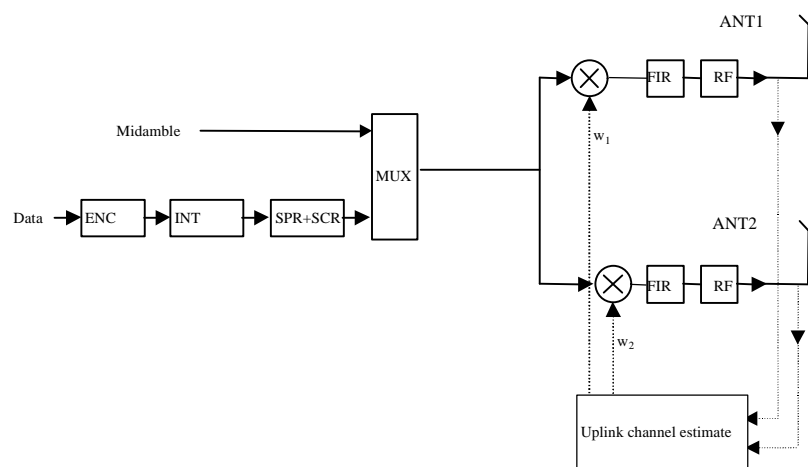 ANT1
FIR
RF
Midamble
w1
MUX
Data
ENC
INT
SPR+SCR
ANT2
FIR
RF
w2
Uplink channel estimate